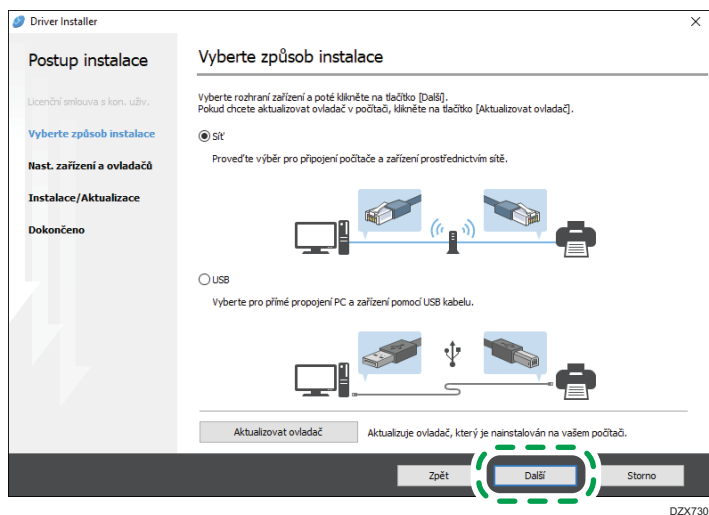 Driver Installer
Postup instalace
Licenční smlouva s kon. uživ.
Vyberte způsob instalace
Nast. zařízení a ovladačů
Instalace/Aktualizace
Dokončeno
Vyberte způsob instalace
Vyberte rozhraní zařízení a poté klikněte na tlačítko [Další].
Pokud chcete aktualizovat ovladač v počítači, klikněte na tlačítko [Aktualizovat ovladač].
Síť
Proveďte výběr pro připojení počítače a zařízení prostřednictvím sítě.
USB
Vyberte pro přímé propojení PC a zařízení pomocí USB kabelu.
Aktualizovat ovladač
Aktualizuje ovladač, který je nainstalován na vašem počítači.
Zpět
Další
Storno
DZX730